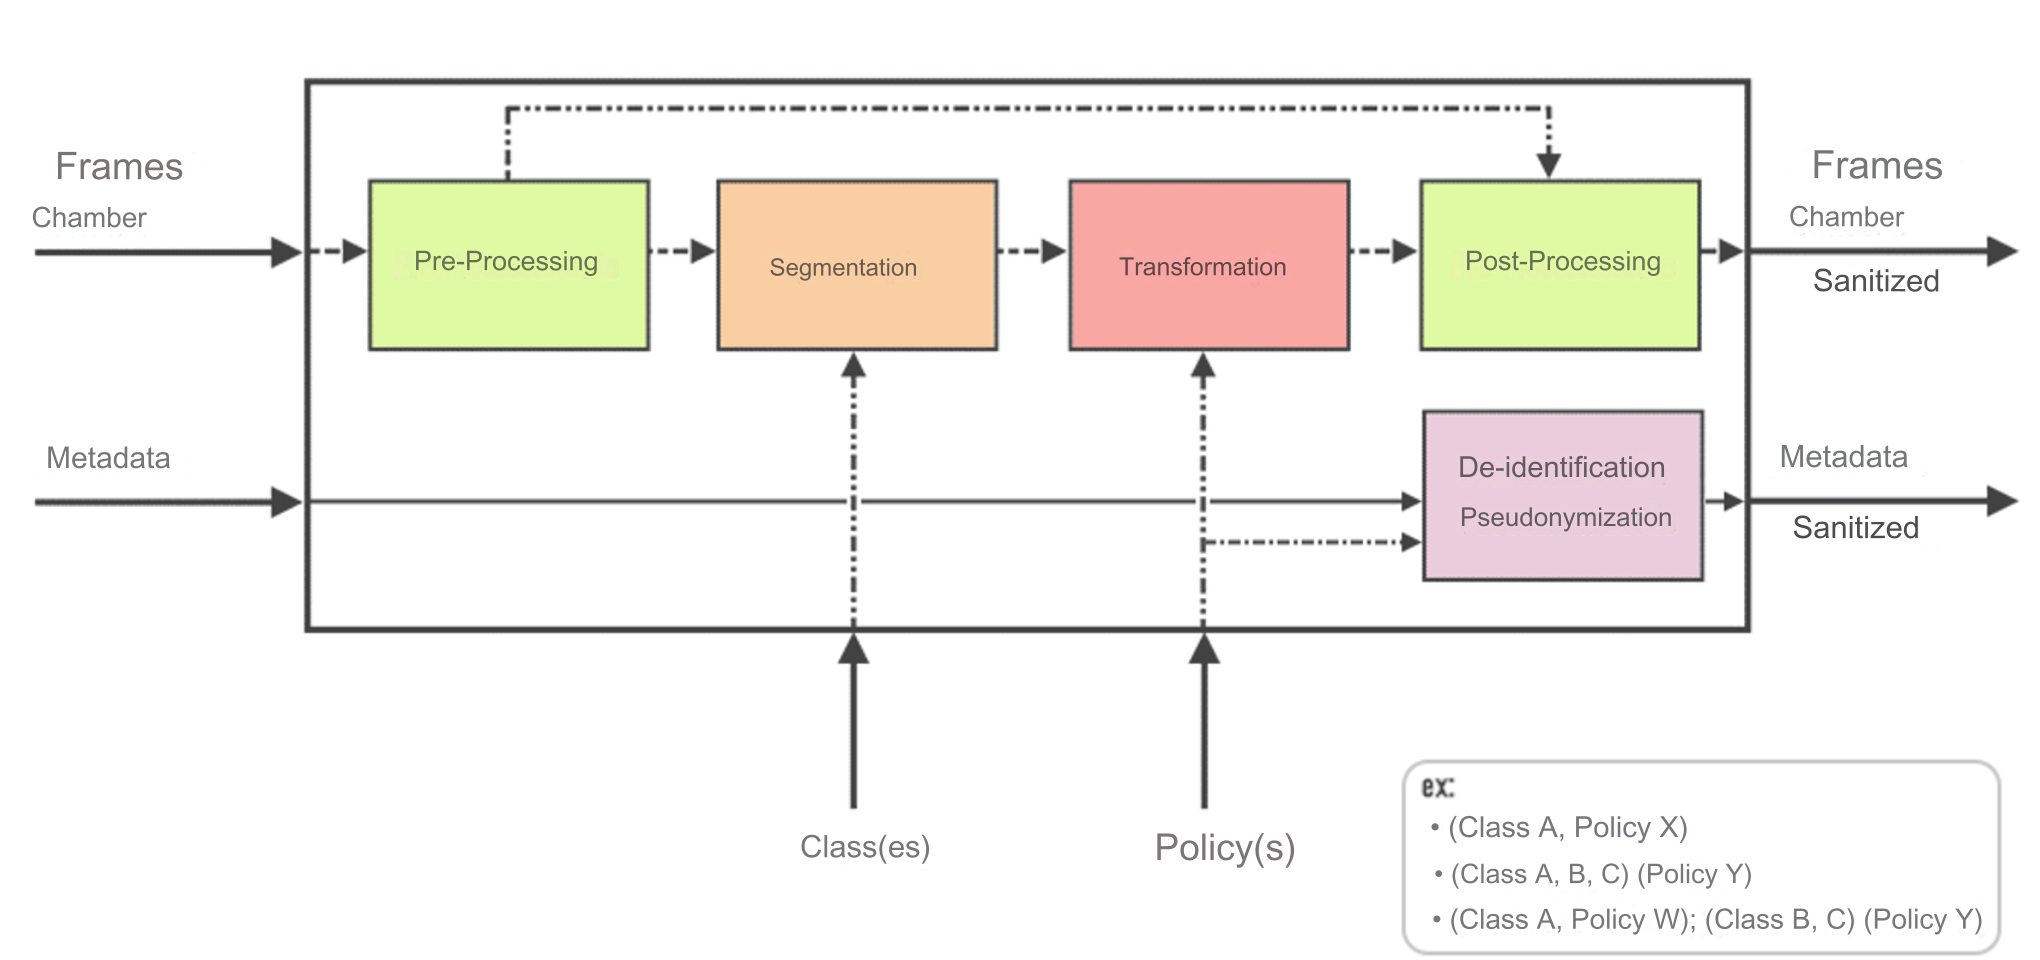 Frames
Chamber
Pre-Processing
Segmentation
Transformation
Post-Processing
Frames
Chamber
Sanitized
Metadata
De-identification
Pseudonymization
Metadata
Sanitized
Class(es)
Policy(s)
ex:
• (Class A, Policy X)
• (Class A, B, C) (Policy Y)
• (Class A, Policy W); (Class B, C) (Policy Y)